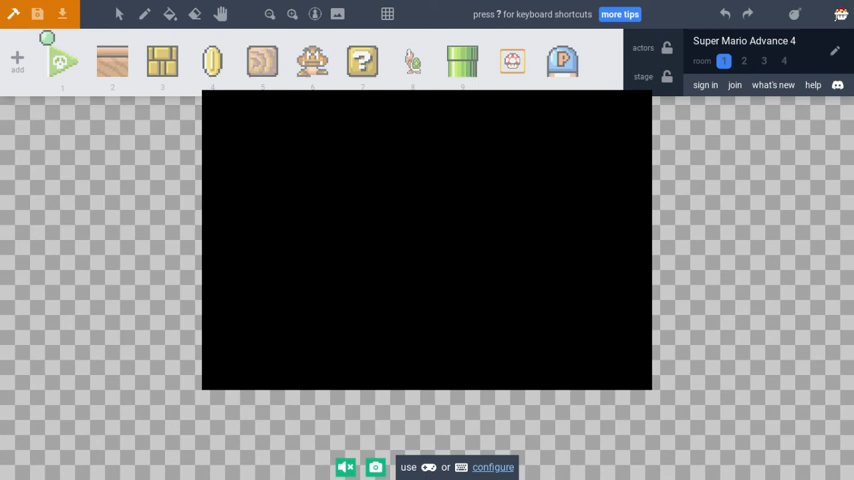 press ? for keyboard shortcuts more tips
add
1 2 3 4 5 6 7 8 9
P
actors
stage
Super Mario Advance 4
room 1 2 3 4
sign in join what's new help
use or configure